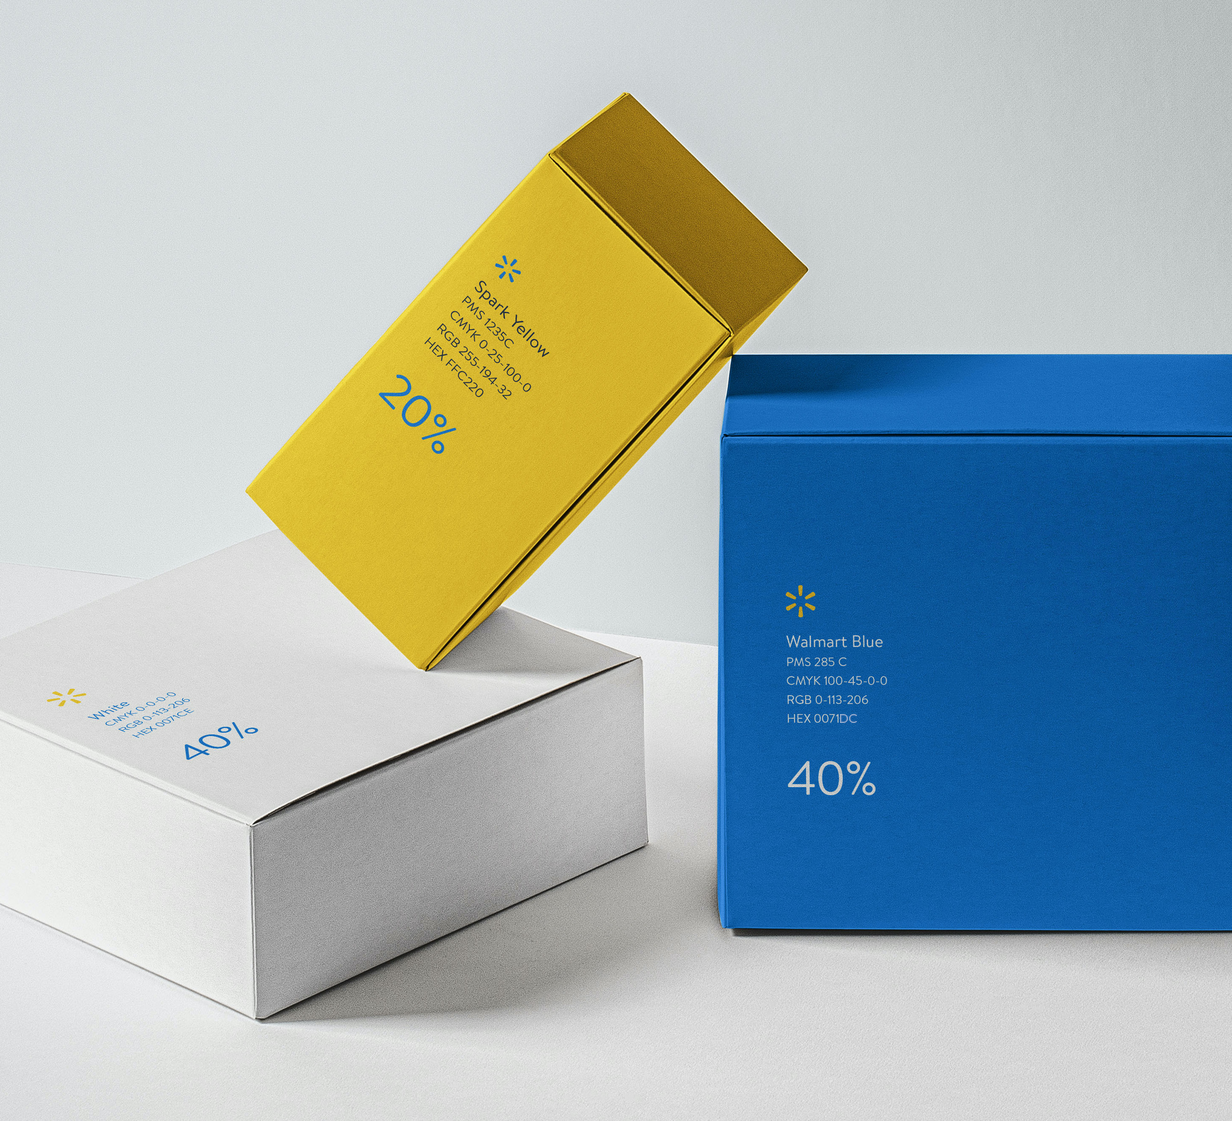 Spark Yellow
PMS 1235C
CMYK 0-25-100-0
RGB 255-194-32
HEX FFC220
20%
White
CMYK 0-0-0-0
RGB 0-113-206
HEX 0071CE
40%
Walmart Blue
PMS 285 C
CMYK 100-45-0-0
RGB 0-113-206
HEX 0071DC
40%